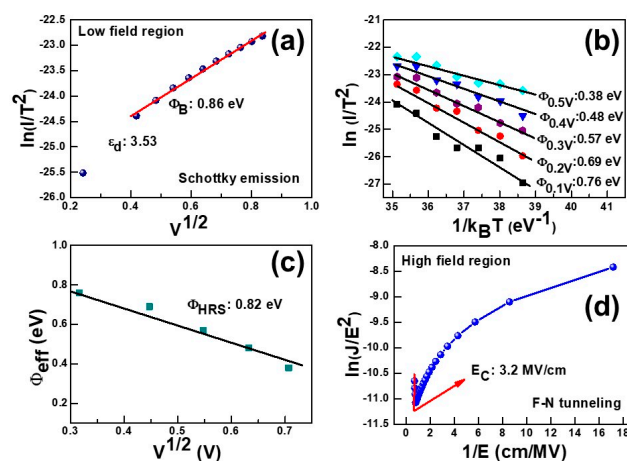 Low field region
(a)
Φ_B: 0.86 eV
ε_d: 3.53
Schottky emission
-22.5
-23.0
-23.5
-24.0
-24.5
-25.0
-25.5
-26.0
0.2 0.4 0.6 0.8 1.0
V^1/2
ln(I/T^2)
(b)
Φ_0.5V:0.38 eV
Φ_0.4V:0.48 eV
Φ_0.3V:0.57 eV
Φ_0.2V:0.69 eV
Φ_0.1V:0.76 eV
-21
-22
-23
-24
-25
-26
-27
35 36 37 38 39 40 41
1/k_BT (eV^-1)
ln (I/T^2)
(c)
Φ_HRS: 0.82 eV
1.0
0.8
0.6
0.4
0.2
0.0
0.3 0.4 0.5 0.6 0.7
V^1/2 (V)
Φ_eff (eV)
High field region
(d)
E_C: 3.2 MV/cm
F-N tunneling
-8.0
-8.5
-9.0
-9.5
-10.0
-10.5
-11.0
-11.5
0 2 4 6 8 10 12 14 16 18
1/E (cm/MV)
ln(J/E^2)